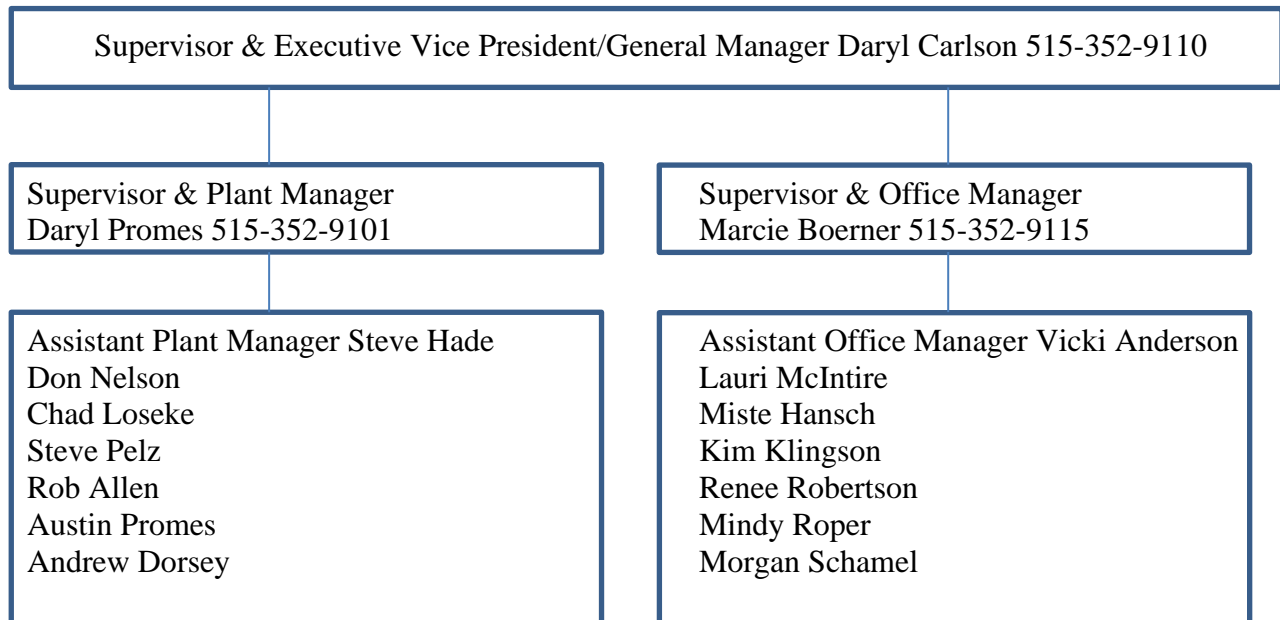 Supervisor & Executive Vice President/General Manager Daryl Carlson 515-352-9110
Supervisor & Plant Manager
Daryl Promes 515-352-9101
Supervisor & Office Manager
Marcie Boerner 515-352-9115
Assistant Plant Manager Steve Hade
Don Nelson
Chad Loseke
Steve Pelz
Rob Allen
Austin Promes
Andrew Dorsey
Assistant Office Manager Vicki Anderson
Lauri McIntire
Miste Hansch
Kim Klingson
Renee Robertson
Mindy Roper
Morgan Schamel